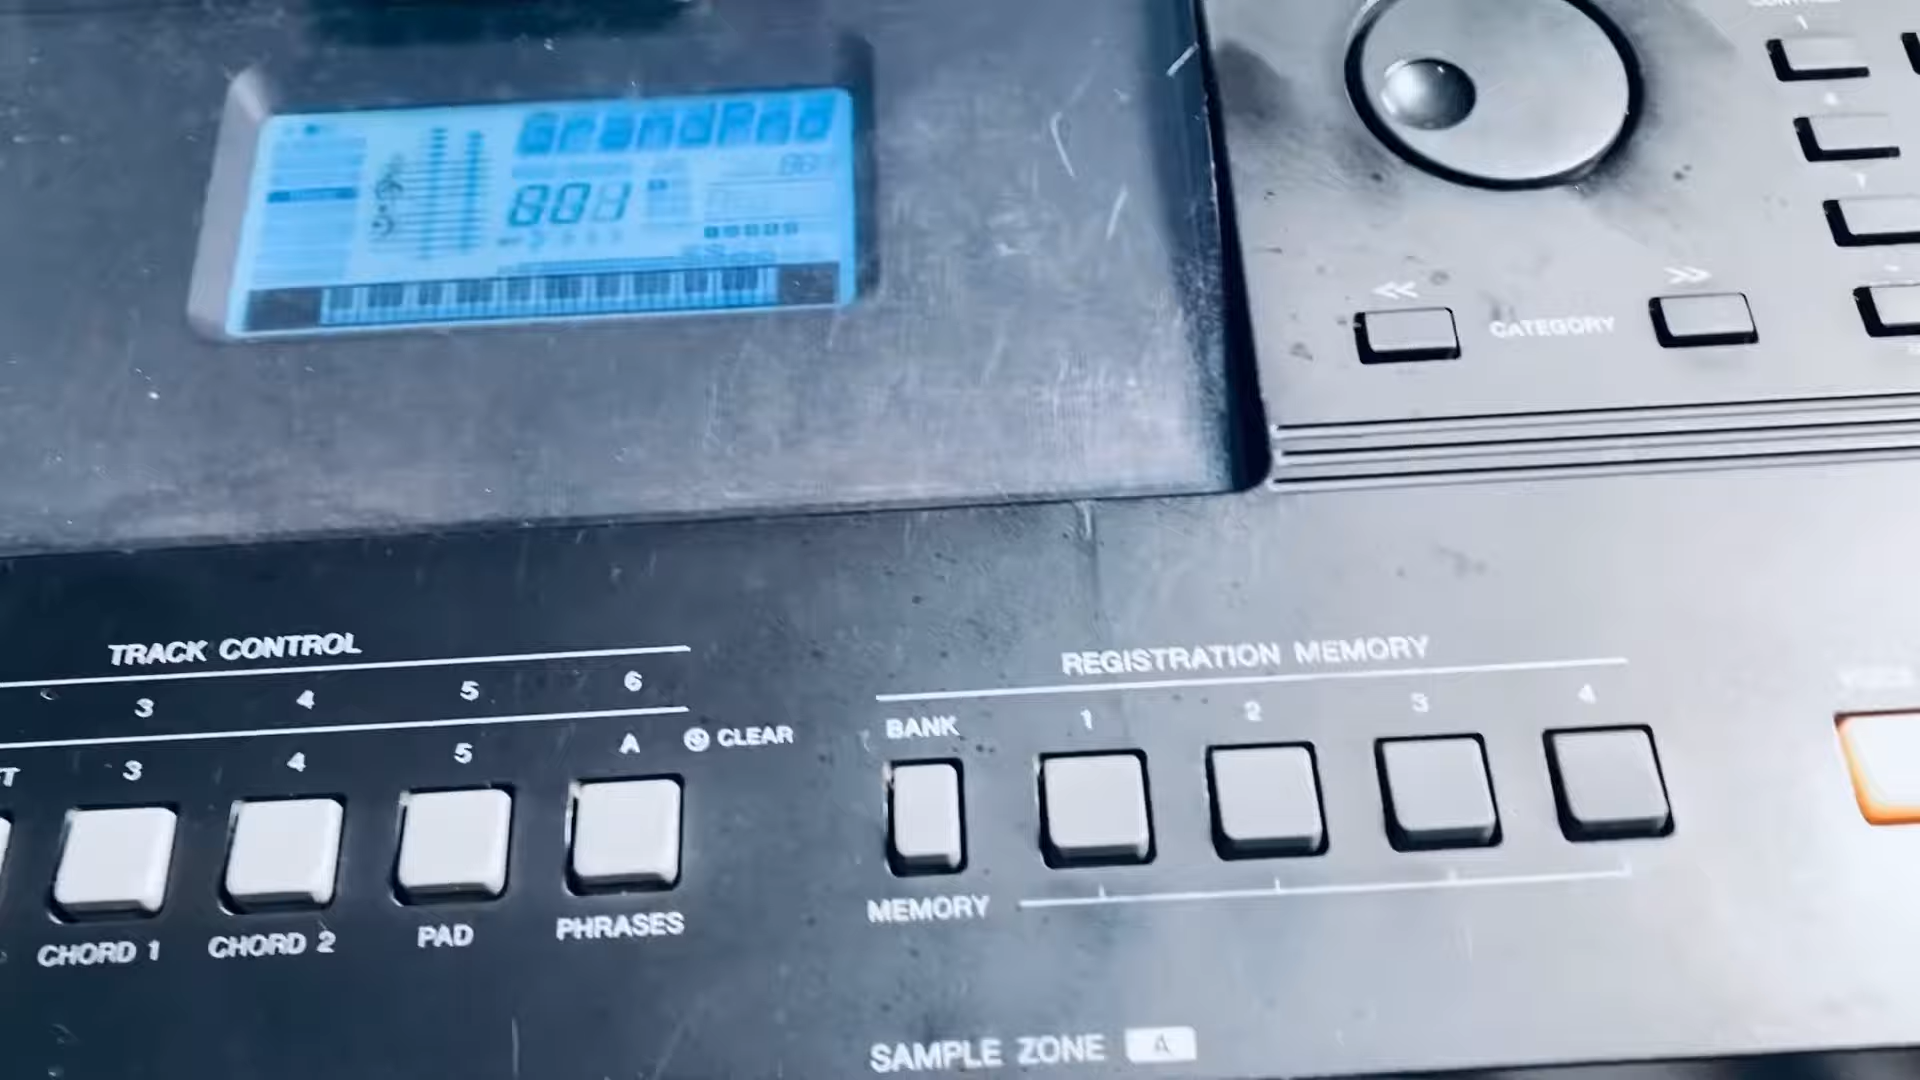 GrandPno
001
<<
>>
CATEGORY
TRACK CONTROL
3 4 5 6
3 4 5 A CLEAR
CHORD 1 CHORD 2 PAD PHRASES
REGISTRATION MEMORY
BANK 1 2 3 4
MEMORY
SAMPLE ZONE A